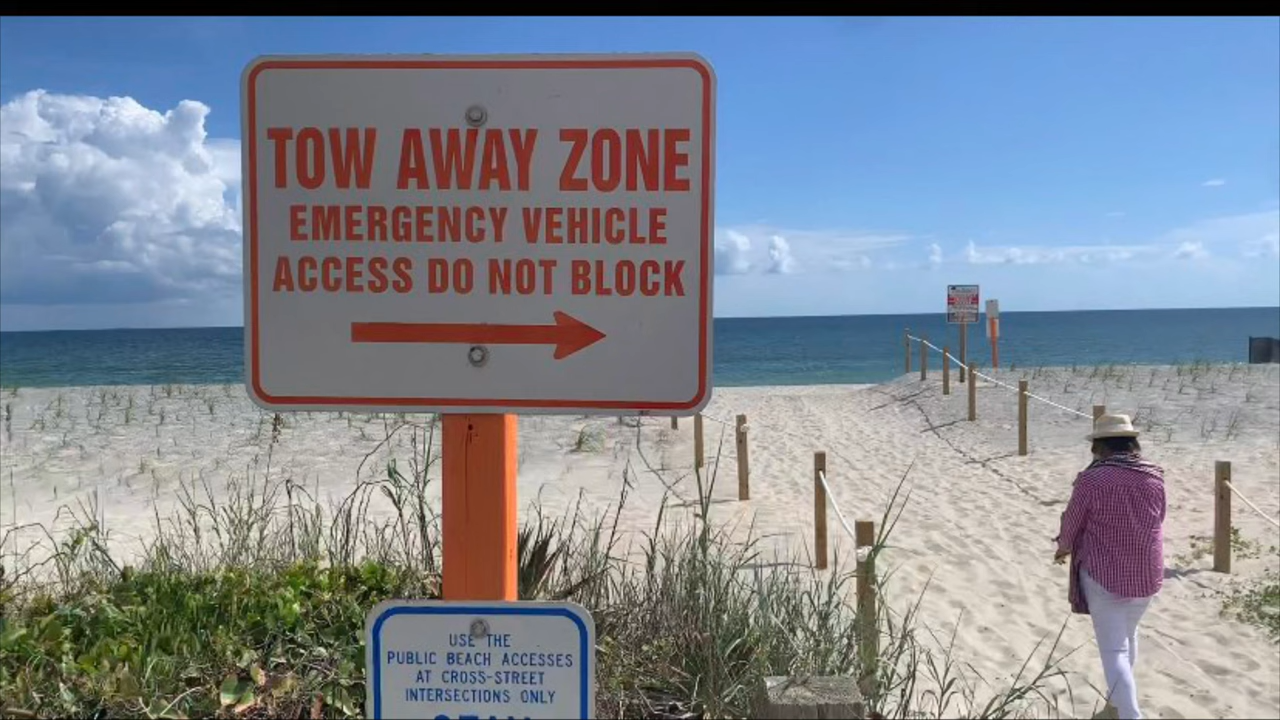 TOW AWAY ZONE
EMERGENCY VEHICLE
ACCESS DO NOT BLOCK
USE THE
PUBLIC BEACH ACCESSES
AT CROSS-STREET
INTERSECTIONS ONLY